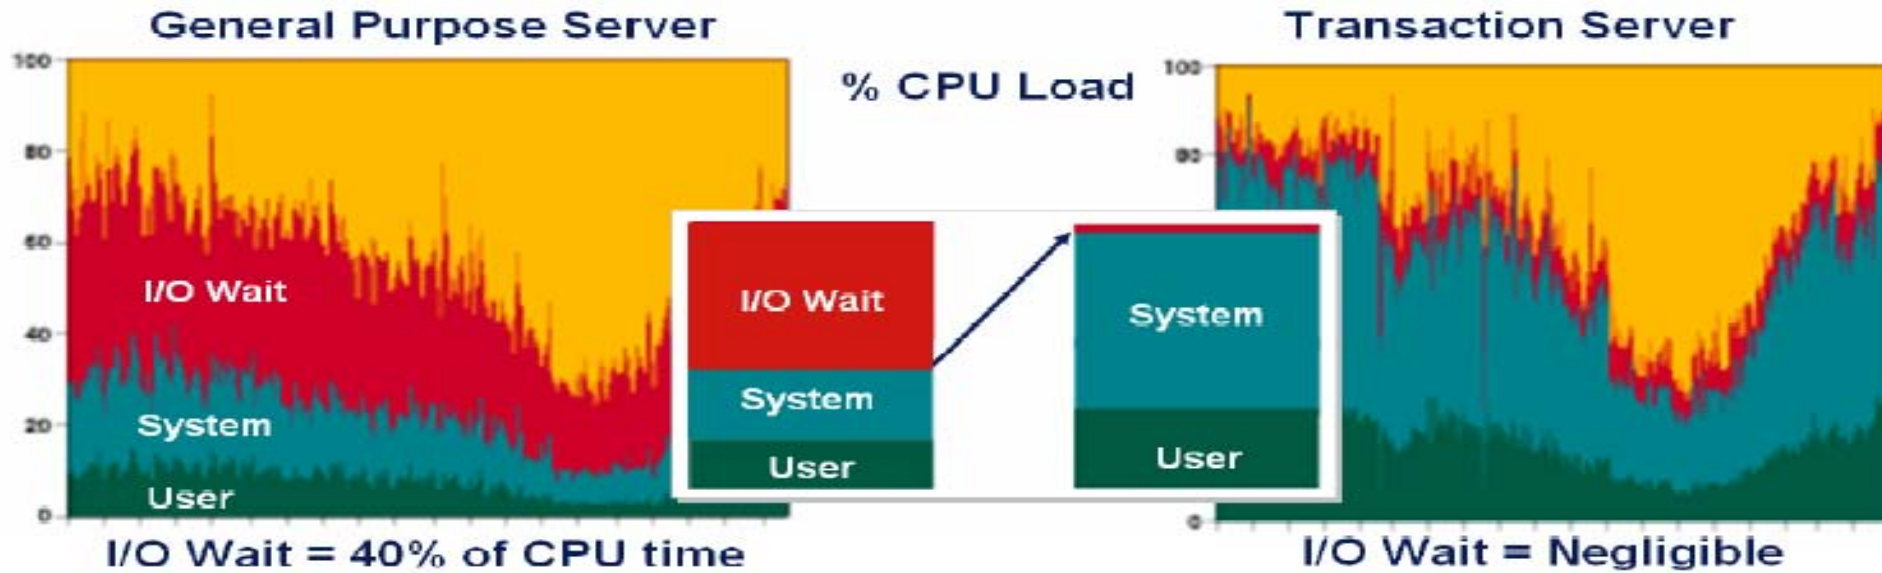 General Purpose Server
Transaction Server
% CPU Load
100
80
60
40
20
0
I/O Wait
System
User
I/O Wait
System
User
System
User
100
80
0
I/O Wait = 40% of CPU time
I/O Wait = Negligible